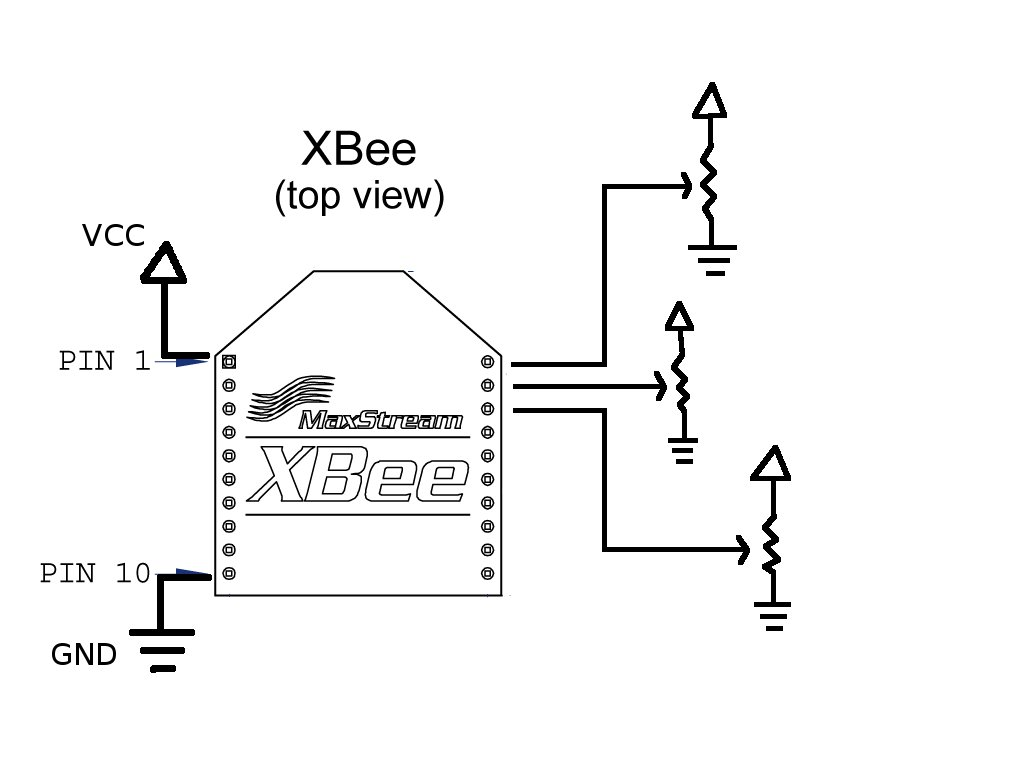 XBee
(top view)
VCC
PIN 1
MaxStream
XBee
PIN 10
GND